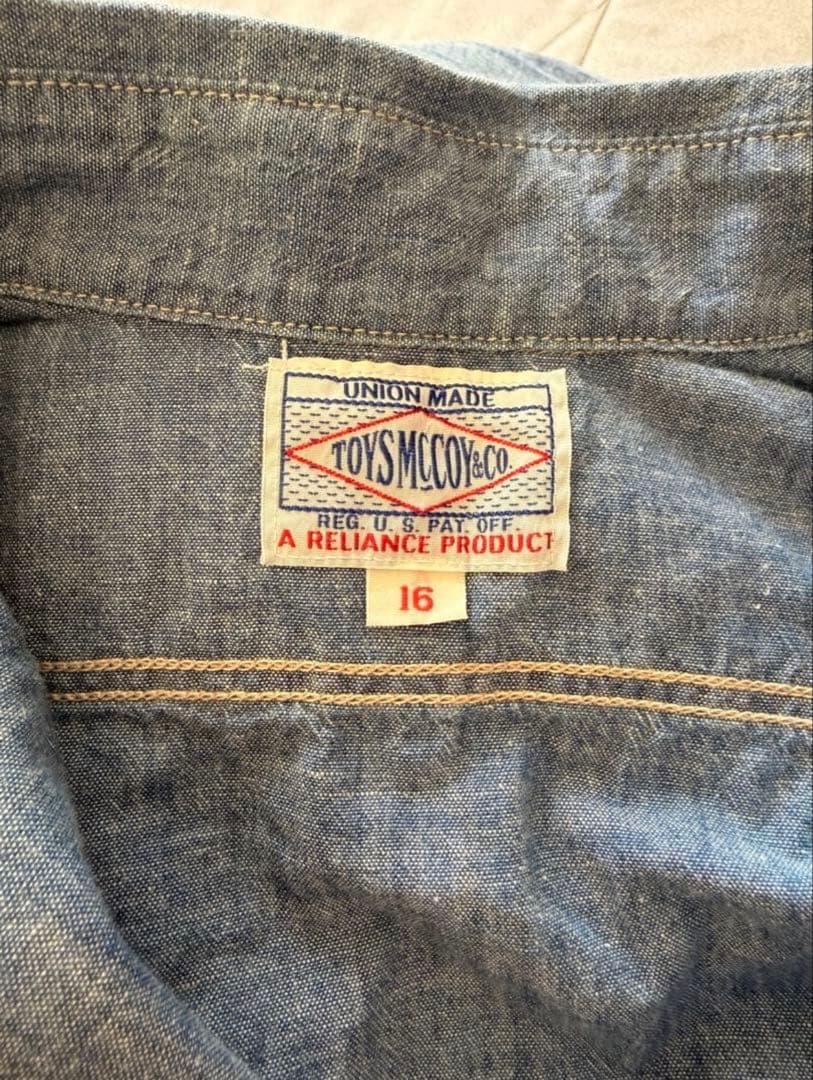 UNION MADE
TOYS McCOY & CO.
REG. U. S. PAT. OFF.
A RELIANCE PRODUCT
16